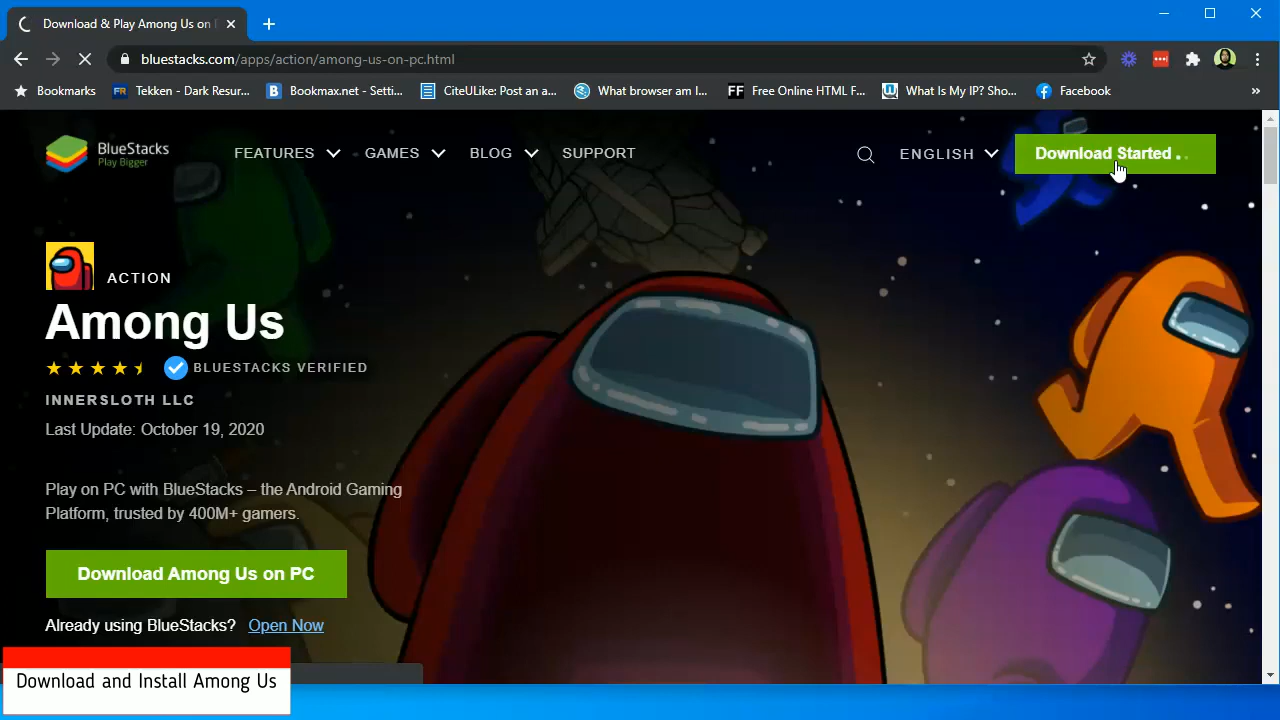 Download & Play Among Us on
bluestacks.com/apps/action/among-us-on-pc.html
Bookmarks
FR Tekken - Dark Resur...
B Bookmax.net - Setti...
CiteULike: Post an a...
What browser am I...
FF Free Online HTML F...
What Is My IP? Sho...
Facebook
»
BlueStacks
Play Bigger
FEATURES
GAMES
BLOG
SUPPORT
ENGLISH
Download Started . .
ACTION
Among Us
BLUESTACKS VERIFIED
INNERSLOTH LLC
Last Update: October 19, 2020
Play on PC with BlueStacks – the Android Gaming
Platform, trusted by 400M+ gamers.
Download Among Us on PC
Already using BlueStacks? Open Now
Download and Install Among Us